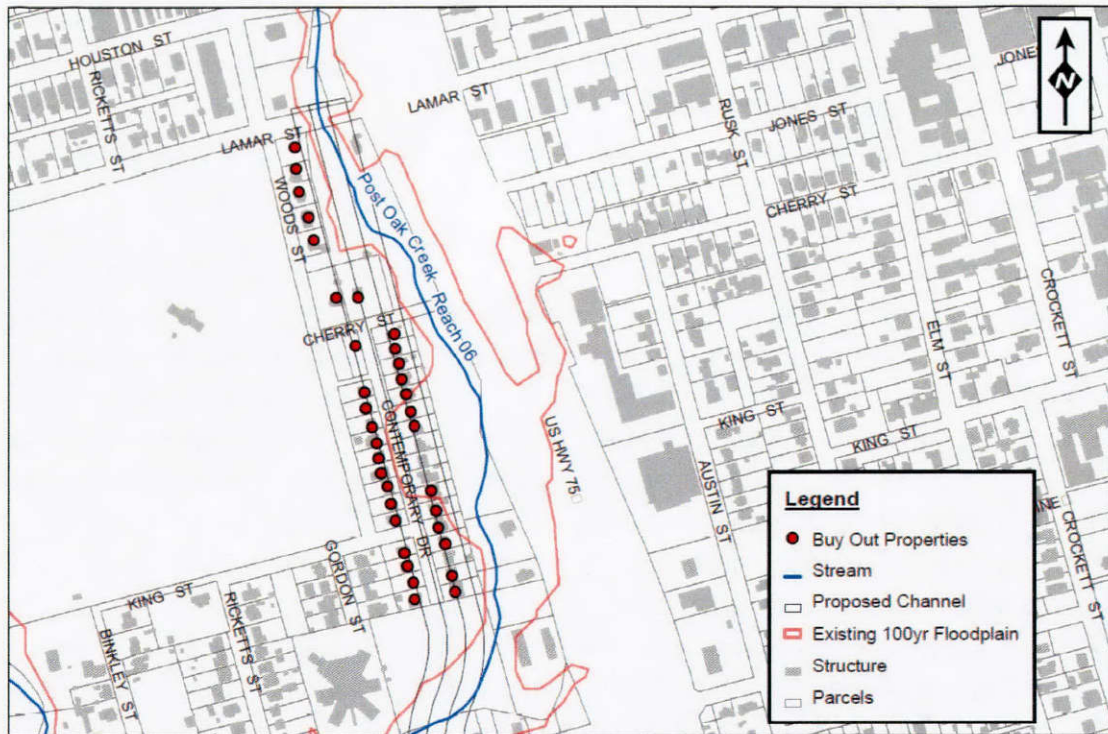 HOUSTON ST
RICKETTS ST
LAMAR ST
LAMAR ST
WOODS ST
Post Oak Creek Reach 06
CHERRY ST
CONTEMPORARY DR
KING ST
GORDON ST
RICKETTS ST
BINKLEY ST
US HWY 75
RUSK ST
JONES ST
JONE
CHERRY ST
ELM ST
CROCKETT ST
KING ST
KING ST
AUSTIN ST
CROCKETT ST
N
Legend
Buy Out Properties
Stream
Proposed Channel
Existing 100yr Floodplain
Structure
Parcels